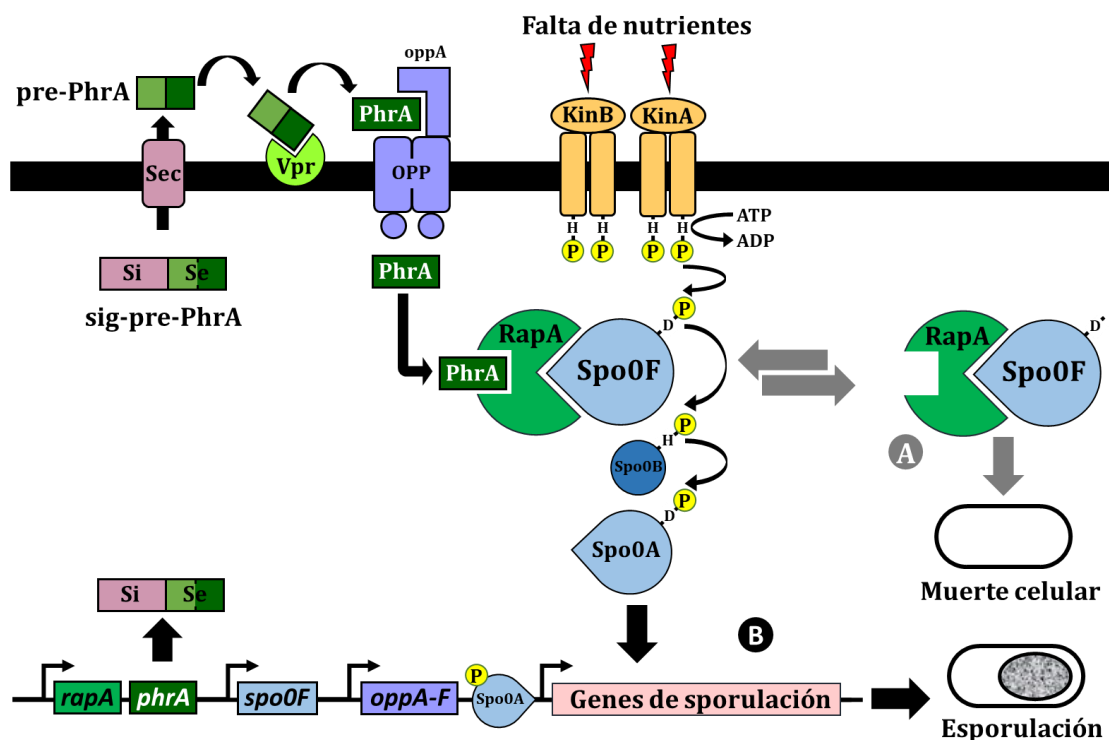 Falta de nutrientes
oppA
pre-PhrA
PhrA
KinB
KinA
Sec
Vpr
OPP
H
H
H
H
ATP
P
P
P
P
ADP
Si
Se
PhrA
sig-pre-PhrA
P
D
RapA
Spo0F
PhrA
D
RapA
Spo0F
P
H
Spo0B
A
P
D
Spo0A
Muerte celular
Si
Se
B
P
rapA
phrA
spo0F
oppA-F
Spo0A
Genes de sporulación
Esporulación